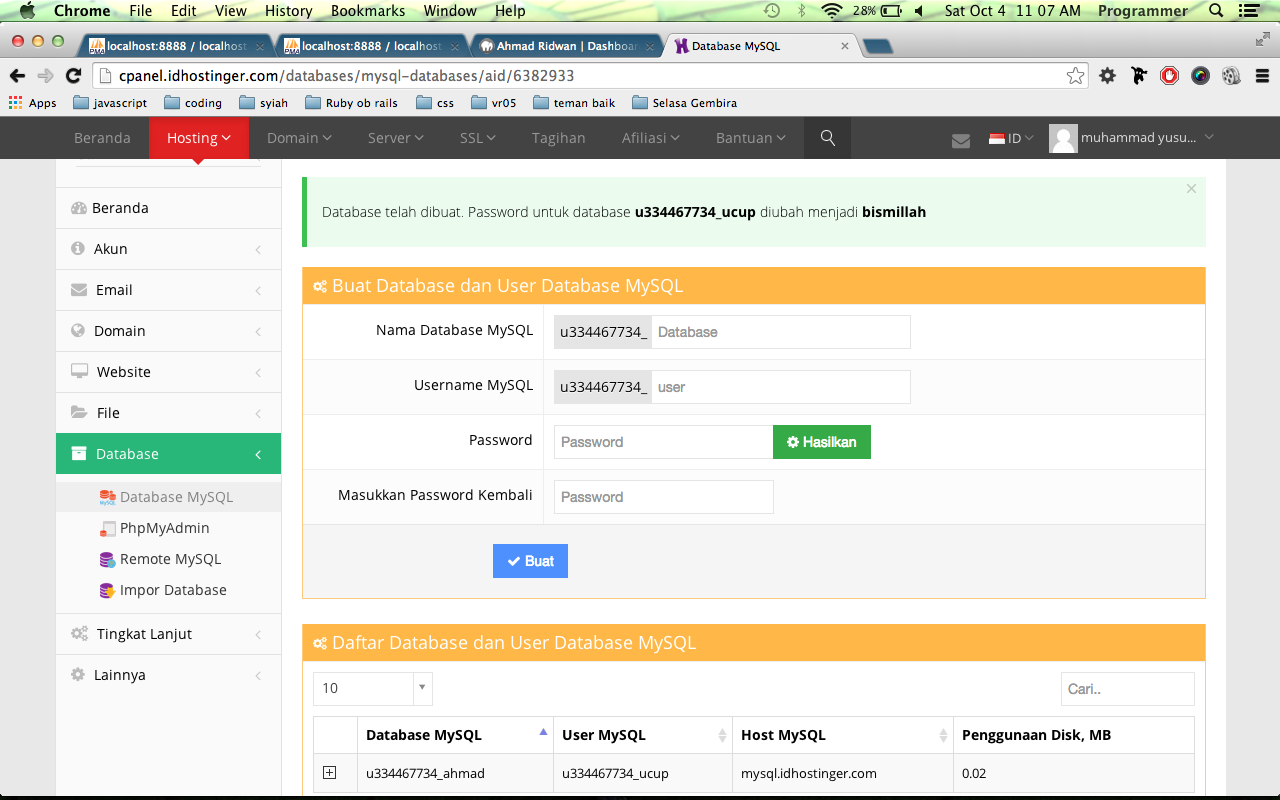 Chrome File Edit View History Bookmarks Window Help 28% Sat Oct 4 11 07 AM Programmer
localhost:8888 / localhost localhost:8888 / localhost Ahmad Ridwan | Dashboar Database MySQL
cpanel.idhostinger.com/databases/mysql-databases/aid/6382933
Apps javascript coding syiah Ruby ob rails css vr05 teman baik Selasa Gembira
Beranda Hosting Domain Server SSL Tagihan Afiliasi Bantuan ID muhammad yusu...
Beranda
Akun
Email
Domain
Website
File
Database
Database MySQL
PhpMyAdmin
Remote MySQL
Impor Database
Tingkat Lanjut
Lainnya
Database telah dibuat. Password untuk database u334467734_ucup diubah menjadi bismillah
Buat Database dan User Database MySQL
Nama Database MySQL u334467734_ Database
Username MySQL u334467734_ user
Password Password Hasilkan
Masukkan Password Kembali Password
Buat
Daftar Database dan User Database MySQL
10 Cari..
Database MySQL User MySQL Host MySQL Penggunaan Disk, MB
u334467734_ahmad u334467734_ucup mysql.idhostinger.com 0.02